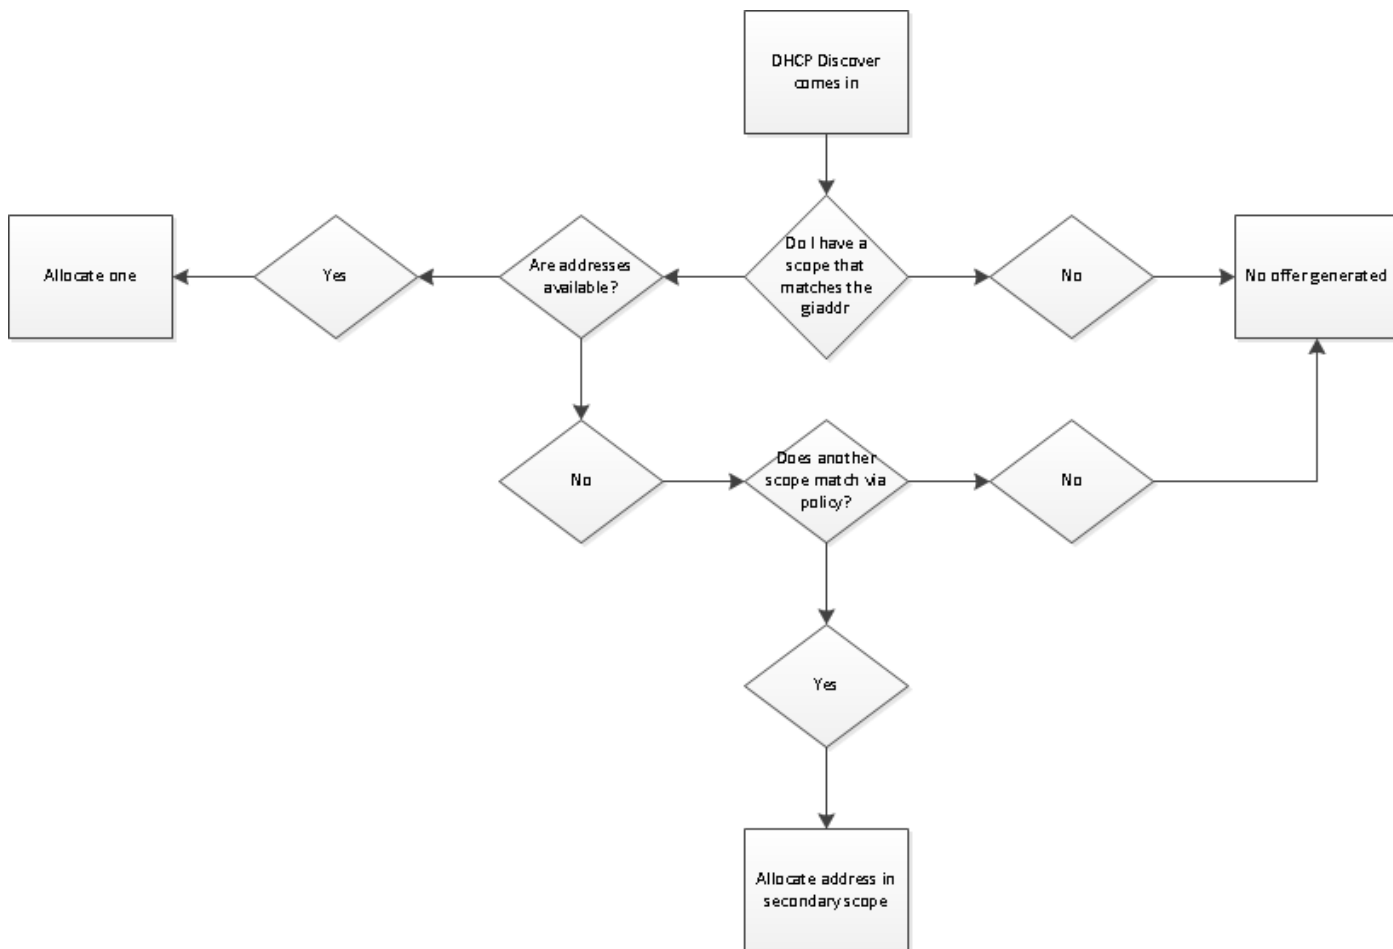 DHCP Discover
comes in
Allocate one
Yes
Are addresses
available?
Do I have a
scope that
matches the
giaddr
No
No offer generated
No
Does another
scope match via
policy?
No
Yes
Allocate address in
secondary scope